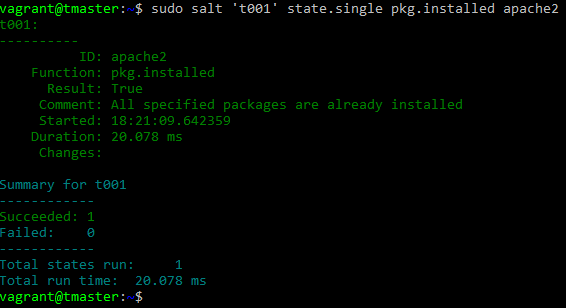 vagrant@tmaster:~$ sudo salt 't001' state.single pkg.installed apache2
t001:
----------
          ID: apache2
    Function: pkg.installed
      Result: True
     Comment: All specified packages are already installed
     Started: 18:21:09.642359
    Duration: 20.078 ms
     Changes:

Summary for t001
------------
Succeeded: 1
Failed:    0
------------
Total states run:     1
Total run time:  20.078 ms
vagrant@tmaster:~$